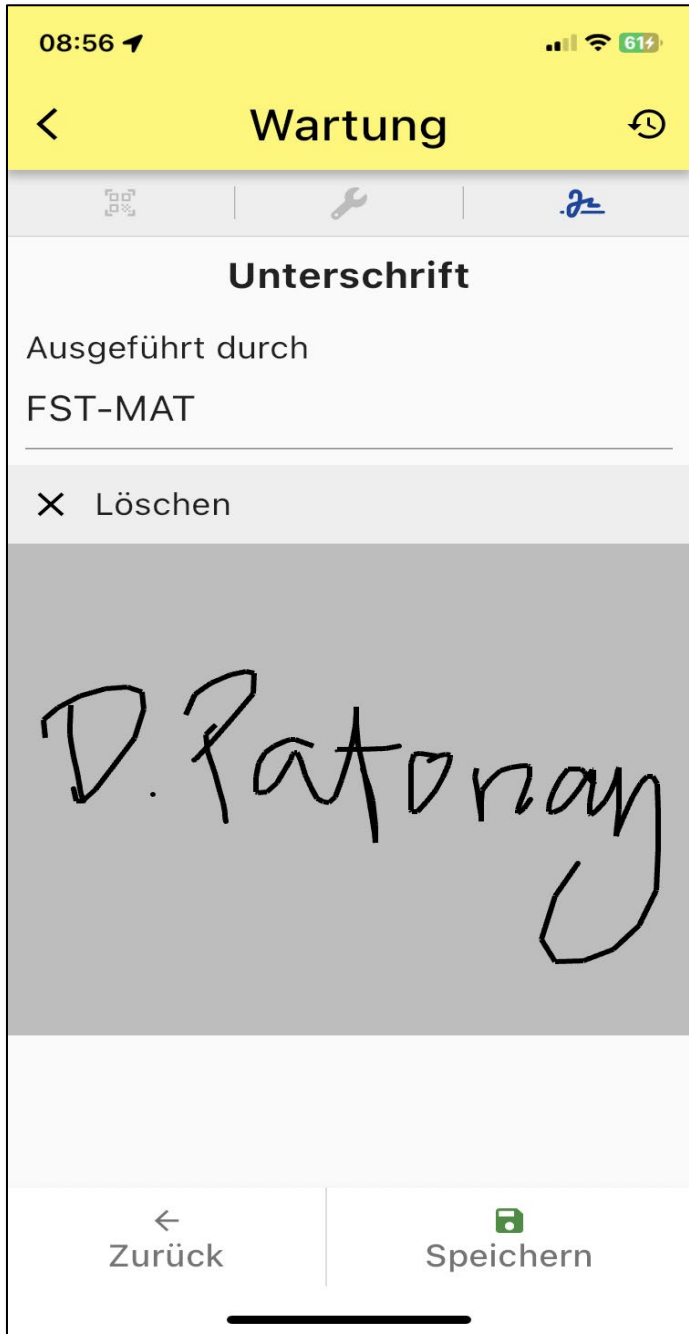 08:56
61
Wartung
Unterschrift
Ausgeführt durch
FST-MAT
Löschen
D. Patonay
Zurück
Speichern